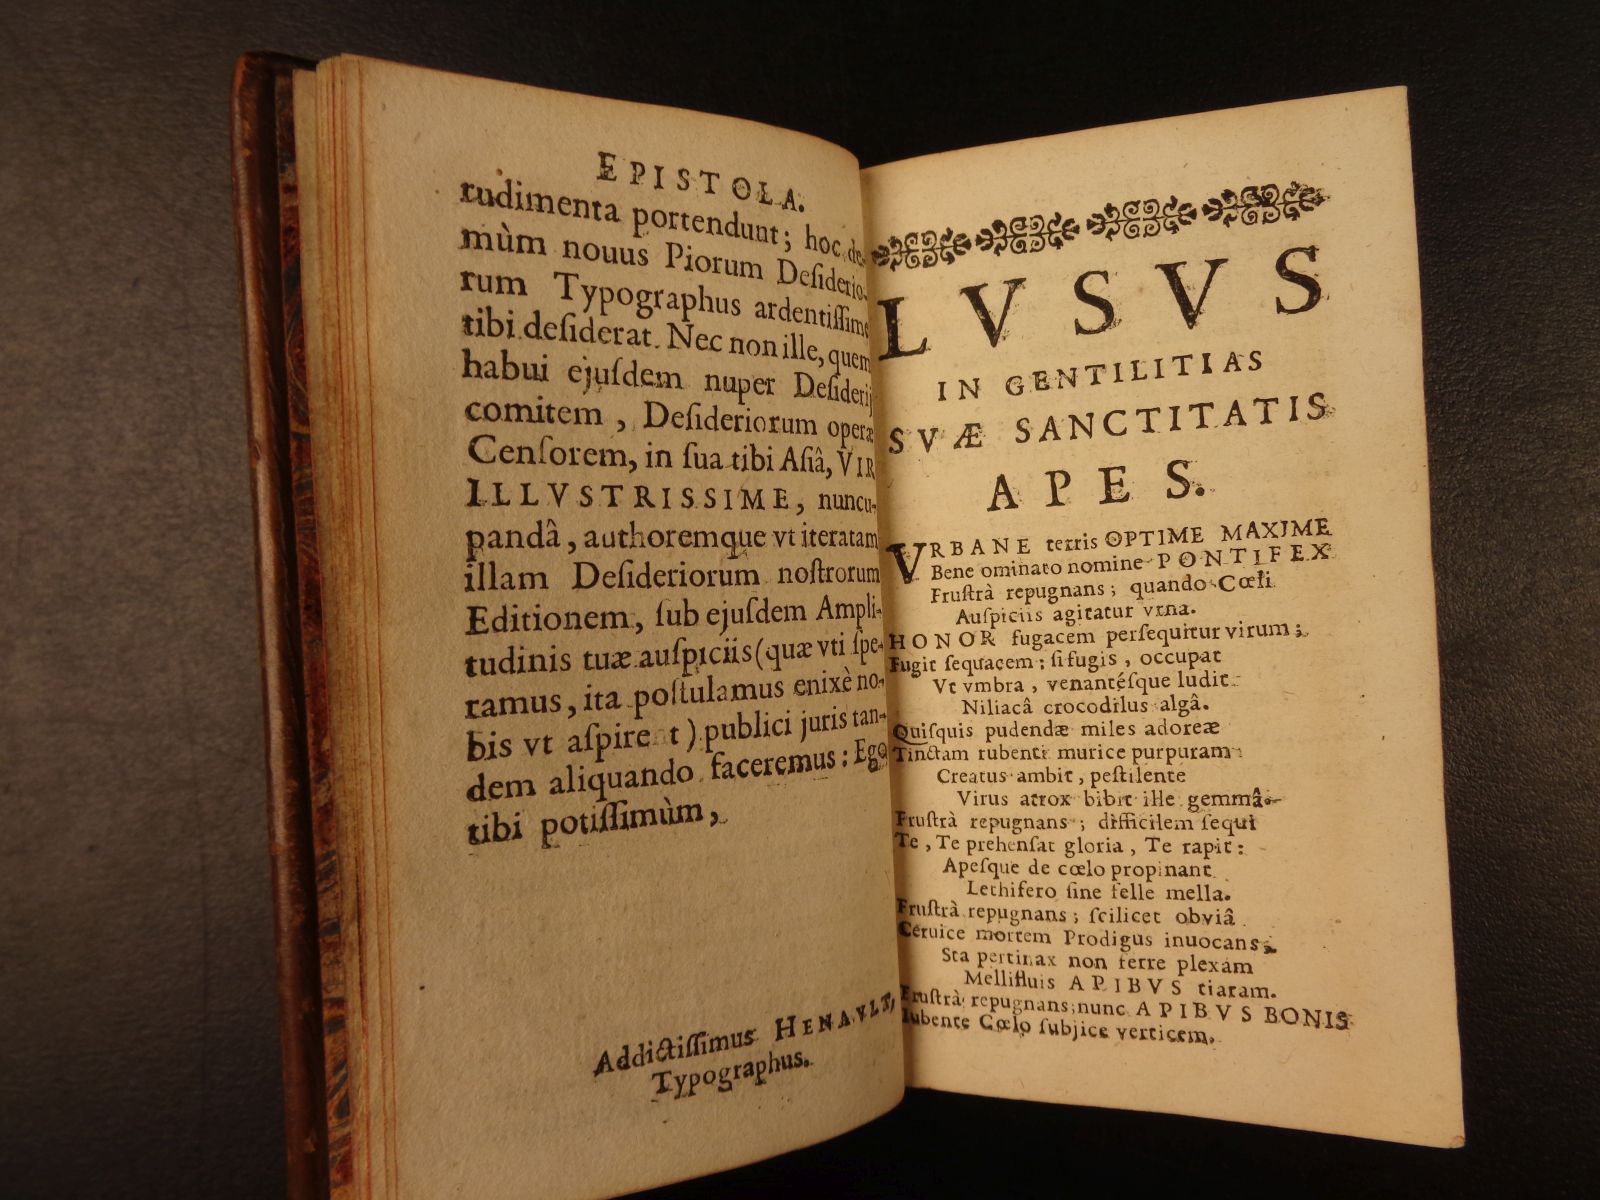 EPISTOLA.
rudimenta portendunt; hoc de-
mùm nouus Piorum Deſiderio-
rum Typographus ardentiſſime
tibi deſiderat. Nec non ille, quem
habui ejuſdem nuper Deſiderij
comitem, Deſideriorum operæ
Cenſorem, in ſua tibi Aſiâ, VIR
ILLVSTRISSIME, nuncu-
pandâ, authoremque vt iteratam
illam Deſideriorum noſtrorum
Editionem, ſub ejuſdem Ampli-
tudinis tuæ auſpiciis (quæ vti ſpe-
ramus, ita poſtulamus enixè no-
bis vt aſpirent) publici juris tan-
dem aliquando faceremus: Ego
tibi potiſſimùm,
Addictiſſimus HENAVLT,
Typographus.
LVSVS
IN GENTILITIAS
SVÆ SANCTITATIS
APES.
VRBANE terris OPTIME MAXIME
Bene ominato nomine PONTIFEX
Fruſtrà repugnans; quando Cœli
Auſpiciis agitatur vrna.
HONOR fugacem perſequitur virum;
Fugit ſequacem; ſi fugis, occupat
Vt vmbra, venantéſque ludit
Niliacâ crocodilus algâ.
Quiſquis pudendæ miles adoreæ
Tinctam rubenti murice purpuram
Creatus ambit, peſtilente
Virus atrox bibit ille gemmâ.
Fruſtrà repugnans; difficilem ſequi
Te, Te prehenſat gloria, Te rapit:
Apeſque de cœlo propinant
Lethifero ſine felle mella.
Fruſtrà repugnans; ſcilicet obviâ
Ceruice mortem Prodigus inuocans,
Sta pertinax non ferre plexam
Mellifluis APIBVS tiaram.
Fruſtrà repugnans; nunc APIBVS BONIS
Iubente Cœlo ſubjice verticem.